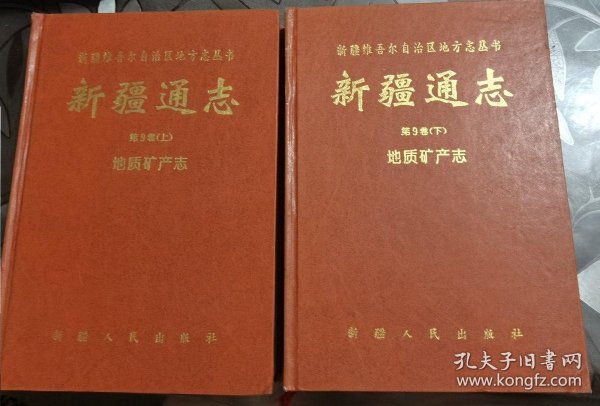 新疆维吾尔自治区地方志丛书
新疆通志
第9卷(上)
地质矿产志
新疆人民出版社
新疆维吾尔自治区地方志丛书
新疆通志
第9卷(下)
地质矿产志
新疆人民出版社
孔夫子旧书网
www.kongfz.com